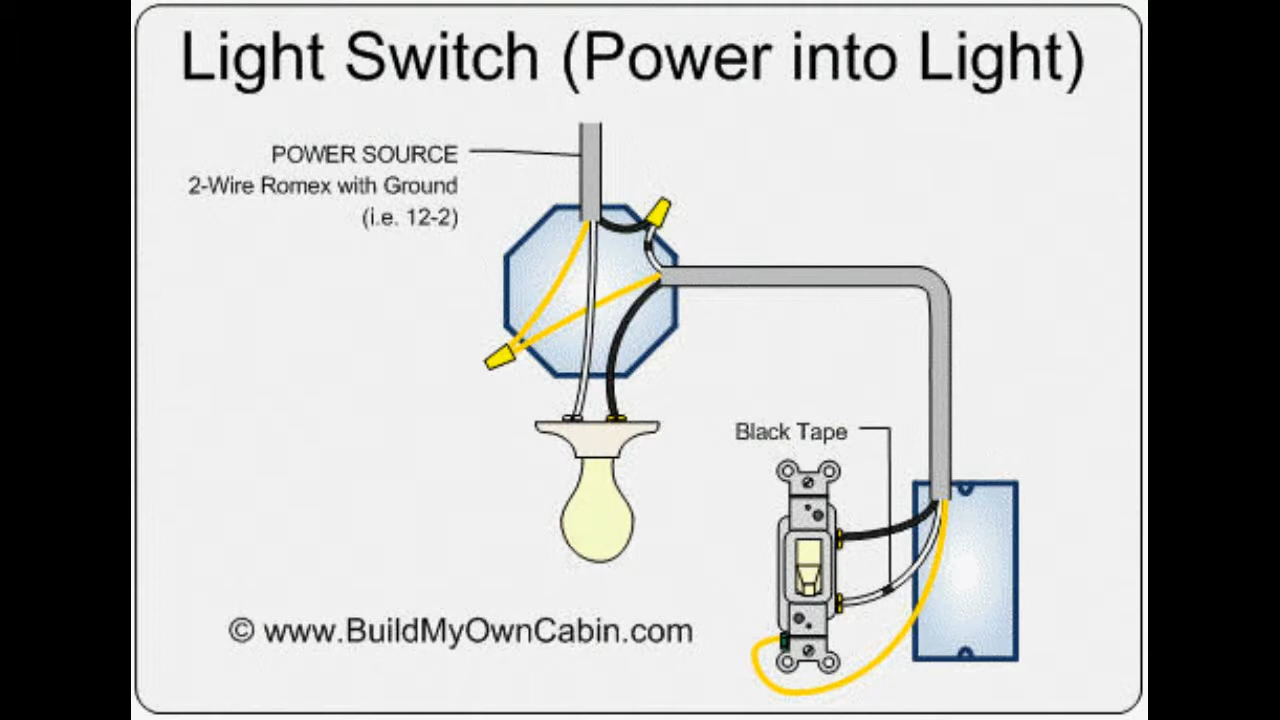 Light Switch (Power into Light)
POWER SOURCE
2-Wire Romex with Ground
(i.e. 12-2)
Black Tape
© www.BuildMyOwnCabin.com